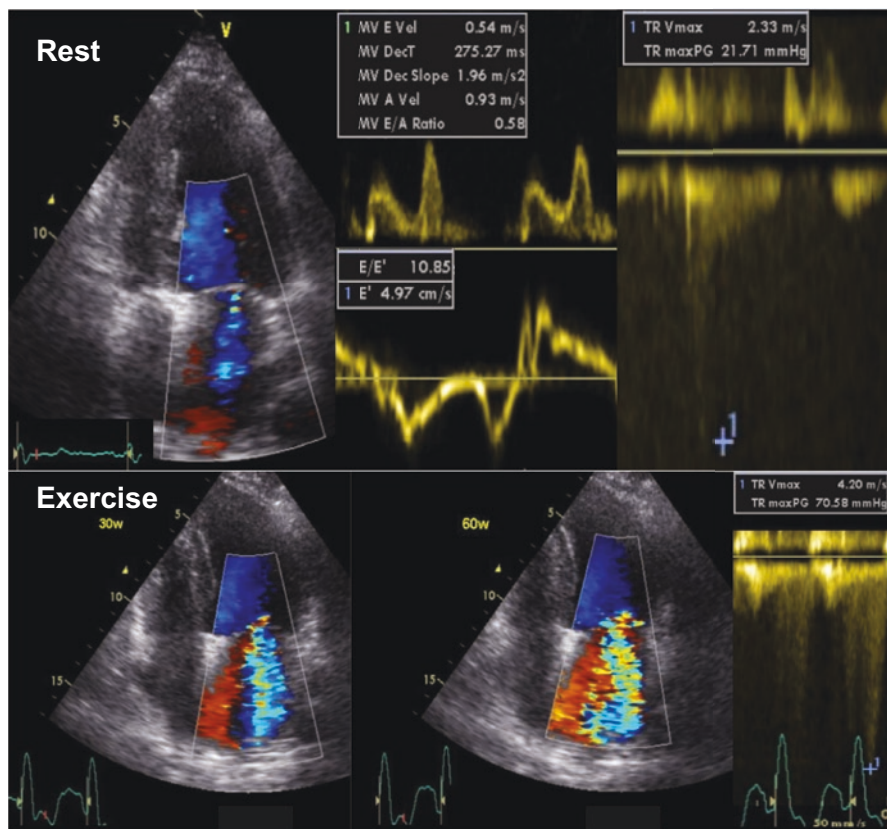 Rest
V
5
10
1 MV E Vel 0.54 m/s
MV DecT 275.27 ms
MV Dec Slope 1.96 m/s2
MV A Vel 0.93 m/s
MV E/A Ratio 0.58
E/E' 10.85
1 E' 4.97 cm/s
1 TR Vmax 2.33 m/s
TR maxPG 21.71 mmHg
1
Exercise
30w
5
10
15
60w
5
10
15
1 TR Vmax 4.20 m/s
TR maxPG 70.58 mmHg
1
50 mm/s